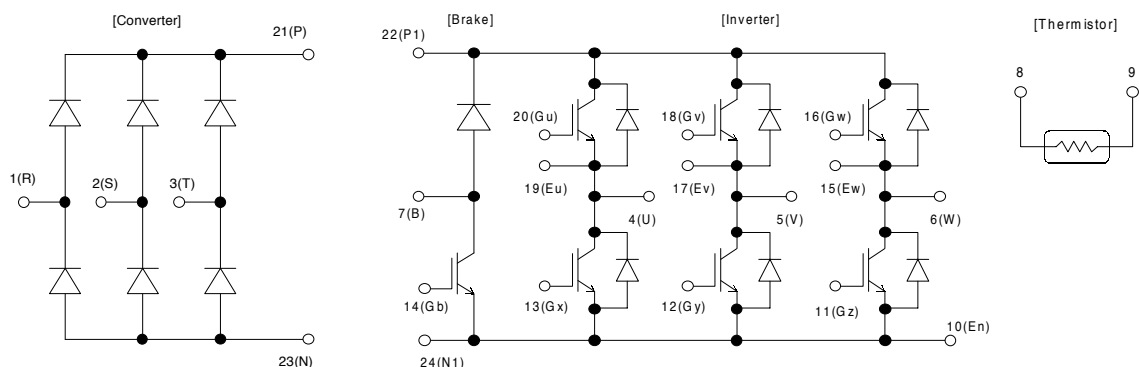 [Converter]
21(P)
1(R)
2(S)
3(T)
23(N)
[Brake]
22(P1)
7(B)
14(Gb)
24(N1)
[Inverter]
20(Gu)
18(Gv)
16(Gw)
19(Eu)
17(Ev)
15(Ew)
4(U)
5(V)
6(W)
13(Gx)
12(Gy)
11(Gz)
10(En)
[Thermistor]
8
9